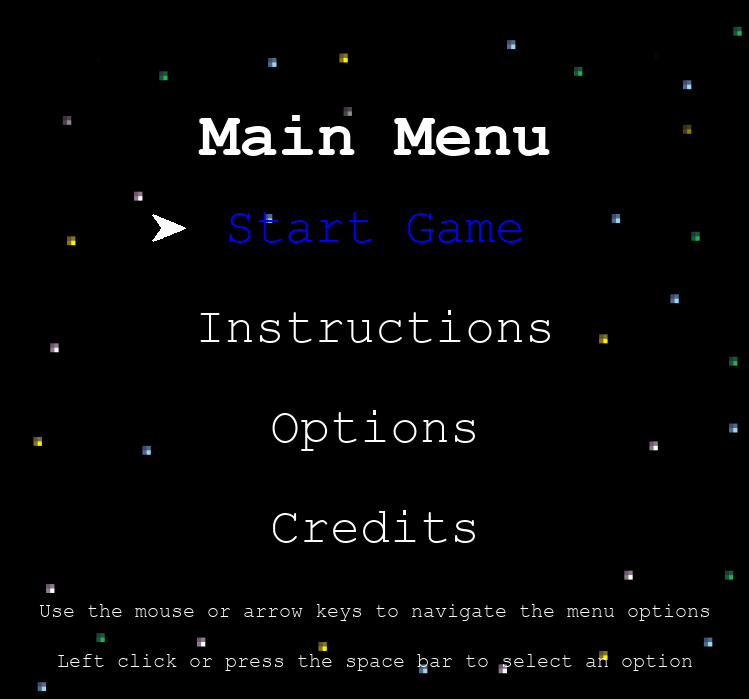 Main Menu
Start Game
Instructions
Options
Credits
Use the mouse or arrow keys to navigate the menu options
Left click or press the space bar to select an option